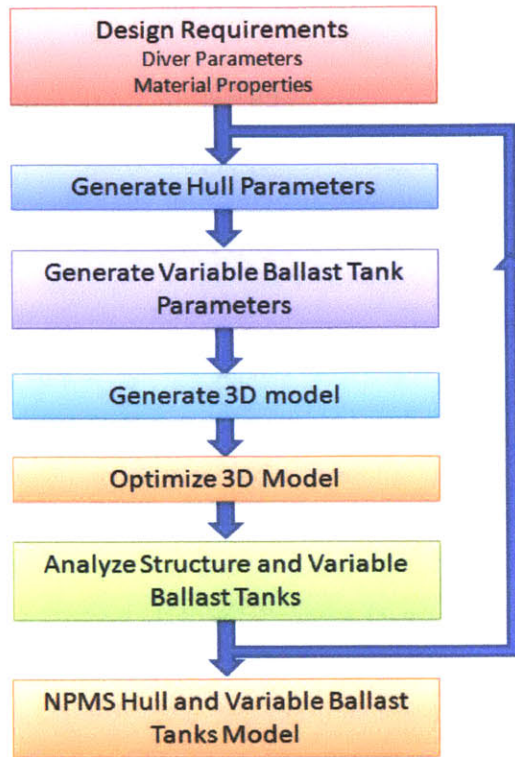 Design Requirements
Diver Parameters
Material Properties
Generate Hull Parameters
Generate Variable Ballast Tank
Parameters
Generate 3D model
Optimize 3D Model
Analyze Structure and Variable
Ballast Tanks
NPMS Hull and Variable Ballast
Tanks Model